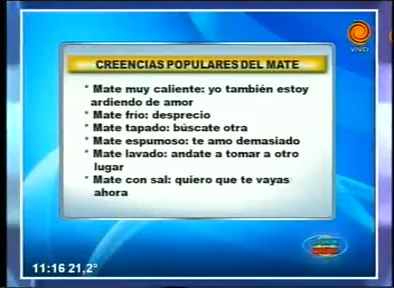 VIVO
CREENCIAS POPULARES DEL MATE
* Mate muy caliente: yo también estoy
ardiendo de amor
* Mate frío: desprecio
* Mate tapado: búscate otra
* Mate espumoso: te amo demasiado
* Mate lavado: andate a tomar a otro
lugar
* Mate con sal: quiero que te vayas
ahora
11:16 21,2°